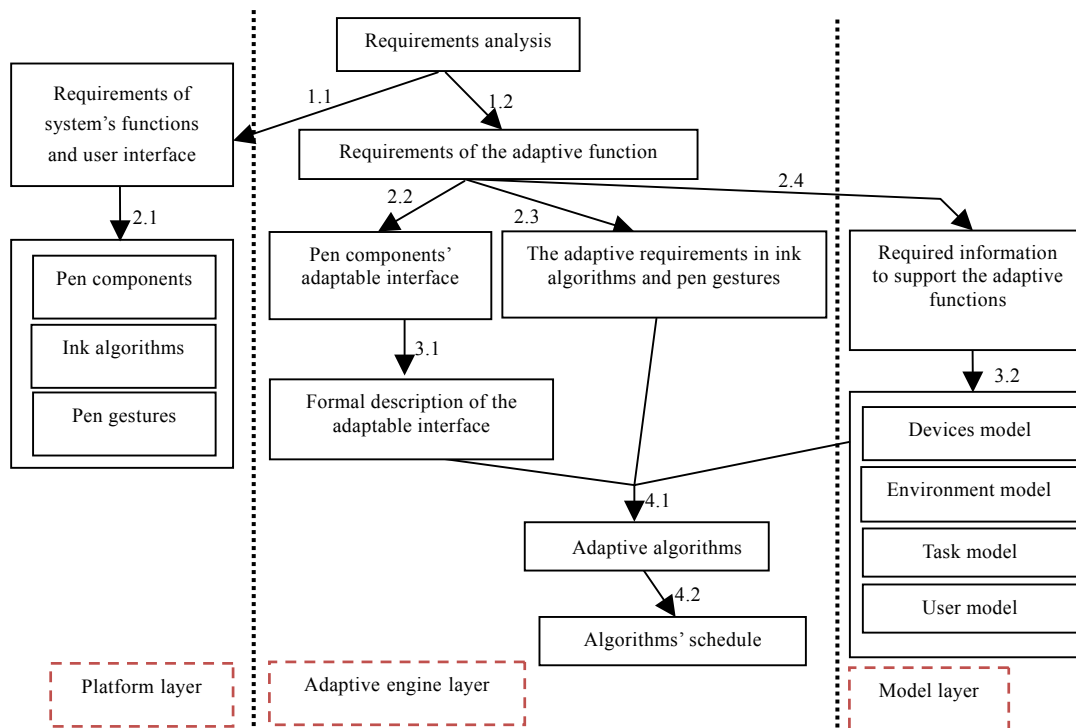 Requirements analysis
1.1
1.2
Requirements of
system's functions
and user interface
Requirements of the adaptive function
2.1
2.2
2.3
2.4
Pen components'
adaptable interface
The adaptive requirements in ink
algorithms and pen gestures
Required information
to support the adaptive
functions
Pen components
Ink algorithms
Pen gestures
3.1
3.2
Formal description of the
adaptable interface
Devices model
Environment model
Task model
User model
4.1
Adaptive algorithms
4.2
Algorithms' schedule
Platform layer
Adaptive engine layer
Model layer